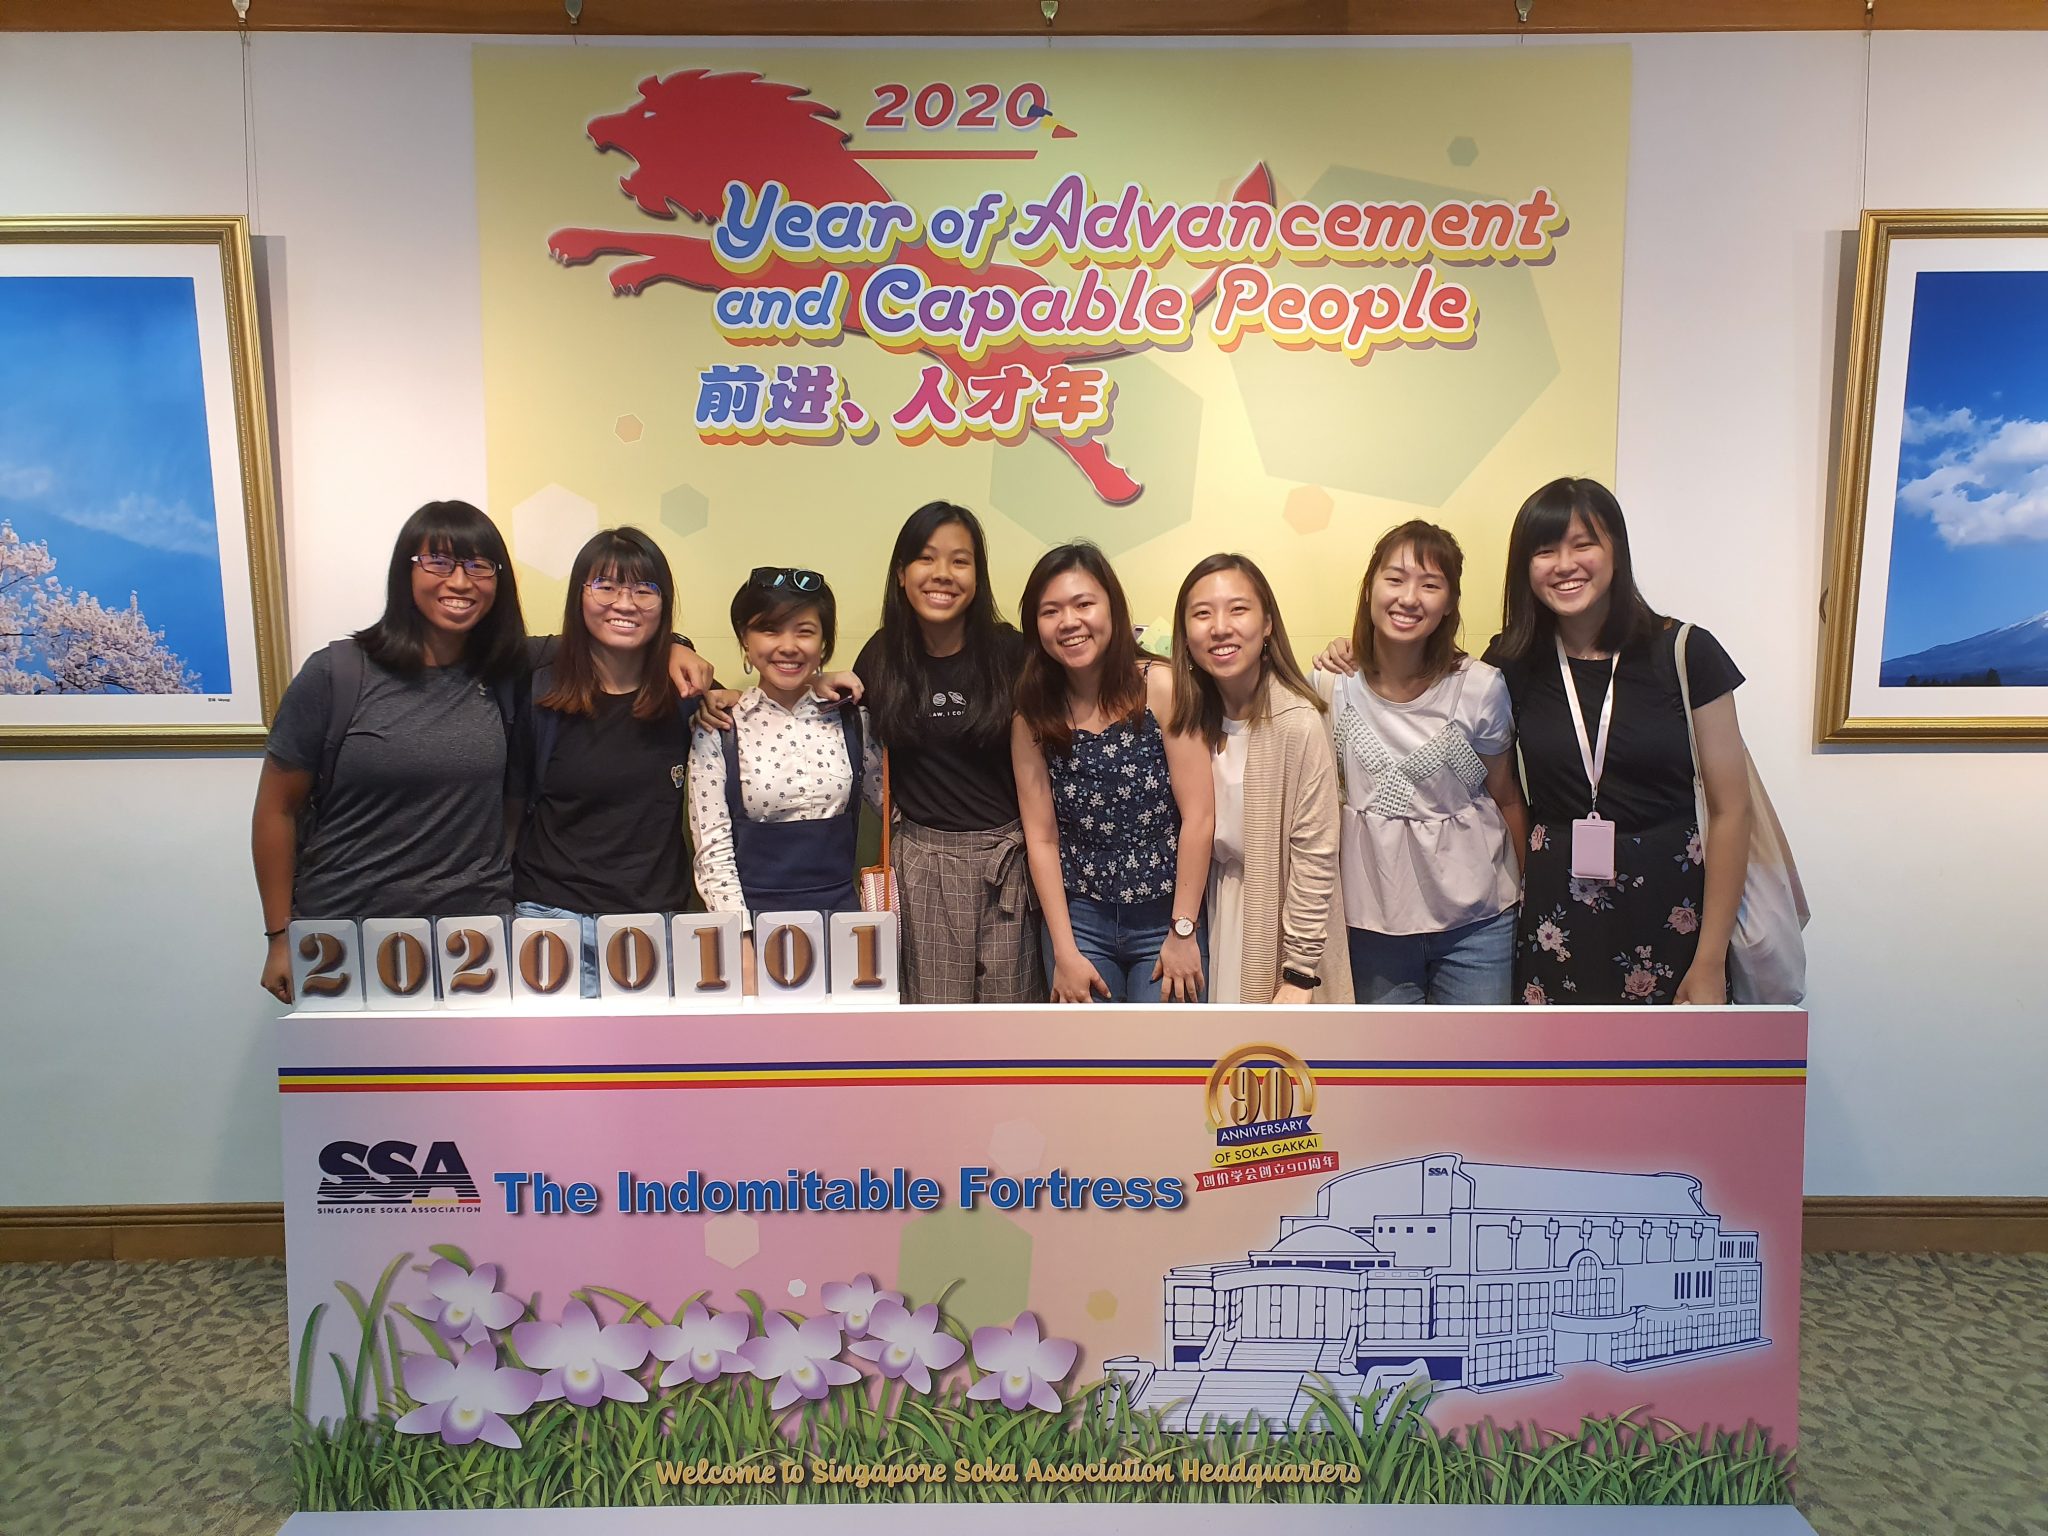 2020
Year of Advancement
and Capable People
前进、人才年
20200101
90
ANNIVERSARY
OF SOKA GAKKAI
创价学会创立90周年
SSA
SINGAPORE SOKA ASSOCIATION
The Indomitable Fortress
SSA
Welcome to Singapore Soka Association Headquarters